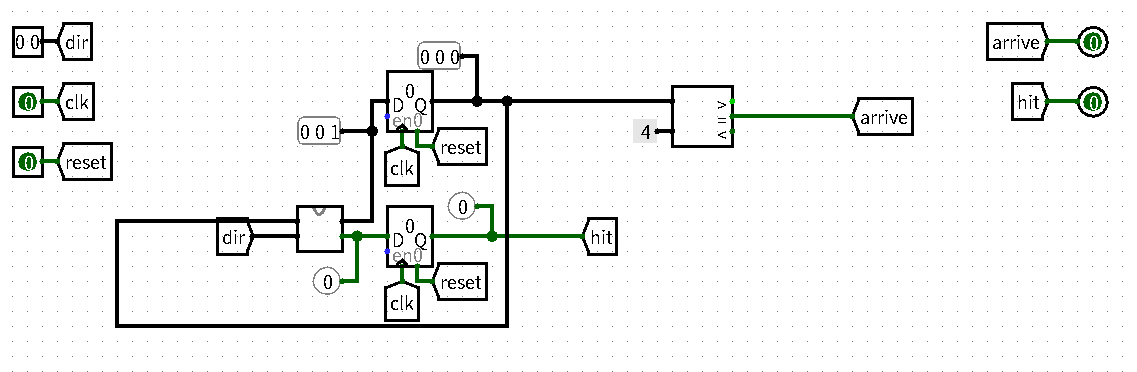 0 0 dir
0 clk
0 reset
0 0 0
0
D Q
en0
0 0 1
clk
reset
4
>
=
<
arrive
arrive 0
hit 0
dir
0
0
D Q
en0
0
clk
reset
hit